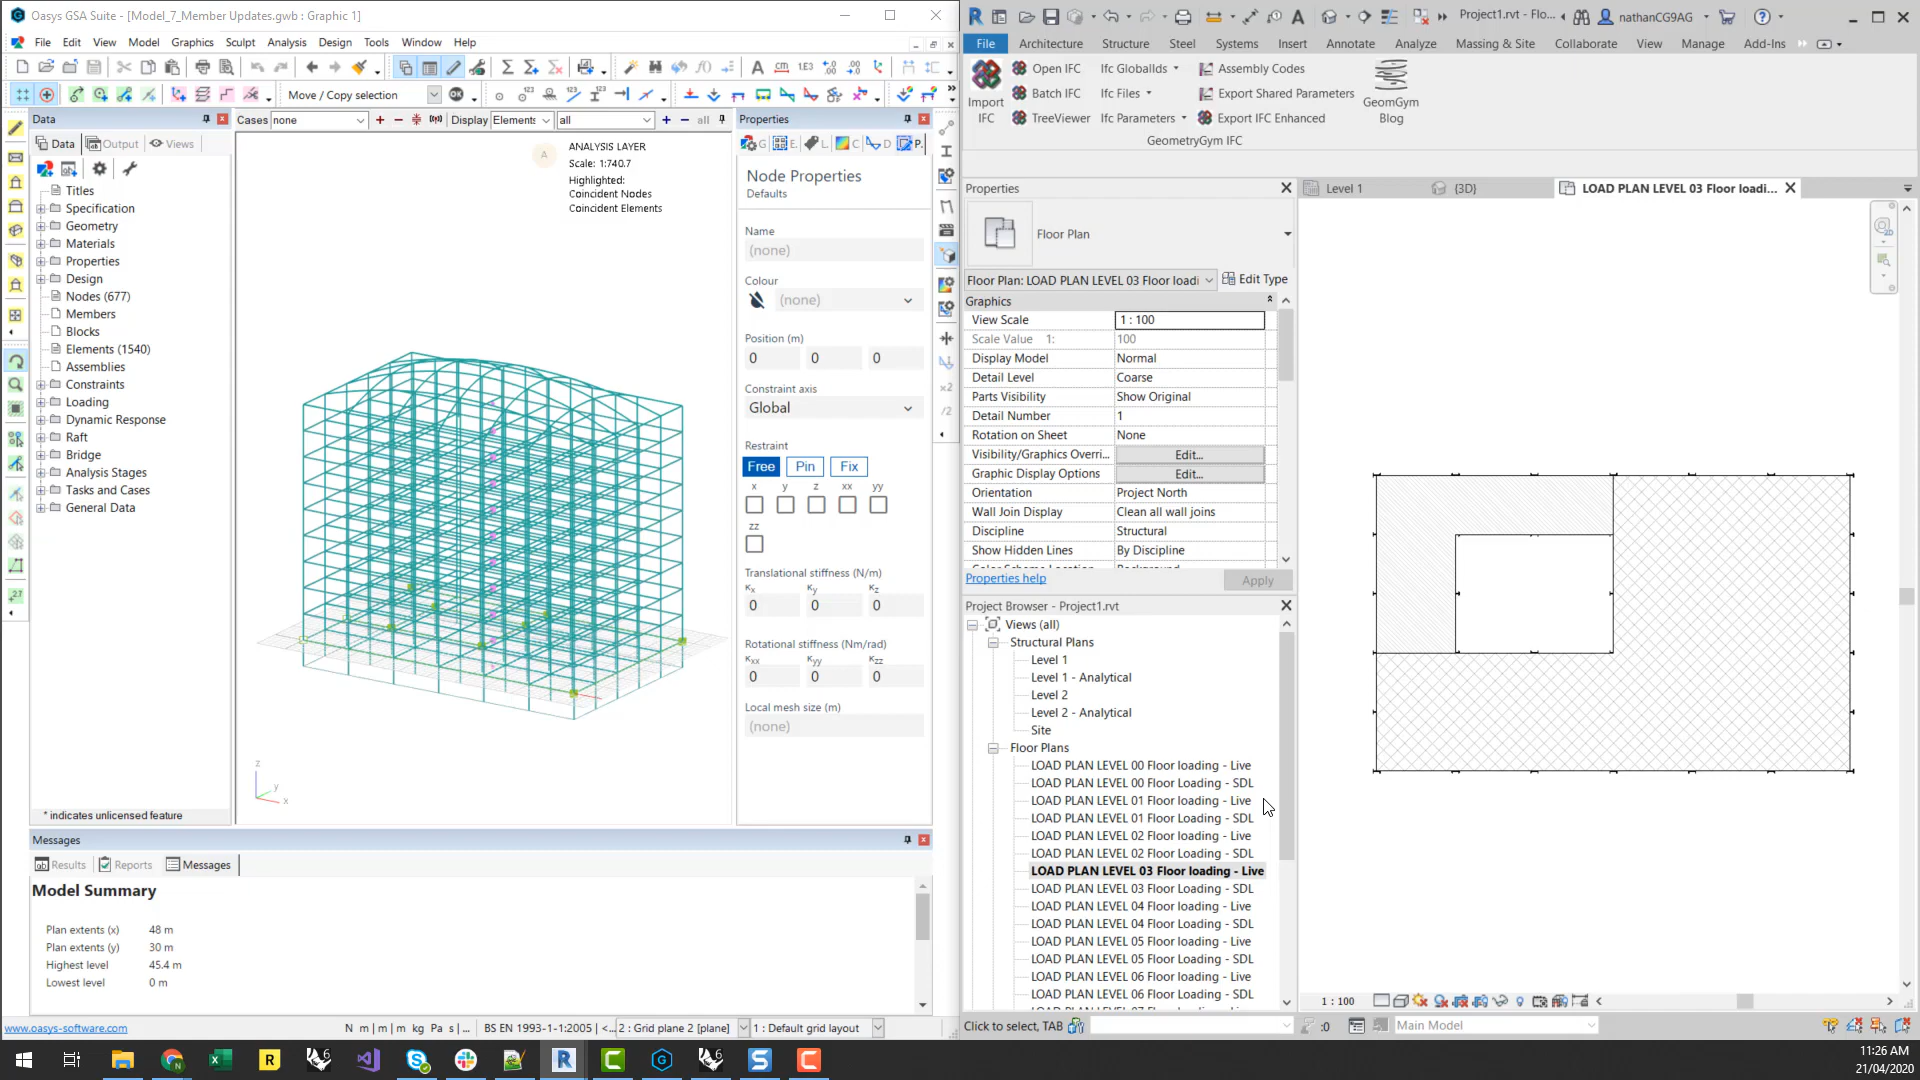 Oasys GSA Suite - [Model_7_Member Updates.gwb : Graphic 1]
File Edit View Model Graphics Sculpt Analysis Design Tools Window Help
Move / Copy selection
Data
Data Output Views
Titles
Specification
Geometry
Materials
Properties
Design
Nodes (677)
Members
Blocks
Elements (1540)
Assemblies
Constraints
Loading
Dynamic Response
Raft
Bridge
Analysis Stages
Tasks and Cases
General Data
* indicates unlicensed feature
Cases none Display Elements all all
ANALYSIS LAYER
Scale: 1:740.7
Highlighted:
Coincident Nodes
Coincident Elements
z
y
x
Properties
Node Properties
Defaults
Name
(none)
Colour
(none)
Position (m)
0 0 0
Constraint axis
Global
Restraint
Free Pin Fix
x y z xx yy
zz
Translational stiffness (N/m)
Kx Ky Kz
0 0 0
Rotational stiffness (Nm/rad)
Kxx Kyy Kzz
0 0 0
Local mesh size (m)
(none)
Messages
Results Reports Messages
Model Summary
Plan extents (x) 48 m
Plan extents (y) 30 m
Highest level 45.4 m
Lowest level 0 m
www.oasys-software.com
N | m | m | kg Pa s | ... BS EN 1993-1-1:2005 | <... 2 : Grid plane 2 [plane] 1 : Default grid layout
Project1.rvt - Flo... nathanCG9AG
File Architecture Structure Steel Systems Insert Annotate Analyze Massing & Site Collaborate View Manage Add-Ins
Import IFC
Open IFC
Batch IFC
TreeViewer
Ifc GlobalIds
Ifc Files
Ifc Parameters
Assembly Codes
Export Shared Parameters
Export IFC Enhanced
GeomGym Blog
GeometryGym IFC
Properties
Level 1 {3D} LOAD PLAN LEVEL 03 Floor loadi...
Floor Plan
Floor Plan: LOAD PLAN LEVEL 03 Floor loadi Edit Type
Graphics
View Scale 1 : 100
Scale Value 1: 100
Display Model Normal
Detail Level Coarse
Parts Visibility Show Original
Detail Number 1
Rotation on Sheet None
Visibility/Graphics Overri... Edit...
Graphic Display Options Edit...
Orientation Project North
Wall Join Display Clean all wall joins
Discipline Structural
Show Hidden Lines By Discipline
Properties help Apply
Project Browser - Project1.rvt
Views (all)
Structural Plans
Level 1
Level 1 - Analytical
Level 2
Level 2 - Analytical
Site
Floor Plans
LOAD PLAN LEVEL 00 Floor loading - Live
LOAD PLAN LEVEL 00 Floor Loading - SDL
LOAD PLAN LEVEL 01 Floor loading - Live
LOAD PLAN LEVEL 01 Floor Loading - SDL
LOAD PLAN LEVEL 02 Floor loading - Live
LOAD PLAN LEVEL 02 Floor Loading - SDL
LOAD PLAN LEVEL 03 Floor loading - Live
LOAD PLAN LEVEL 03 Floor Loading - SDL
LOAD PLAN LEVEL 04 Floor loading - Live
LOAD PLAN LEVEL 04 Floor Loading - SDL
LOAD PLAN LEVEL 05 Floor loading - Live
LOAD PLAN LEVEL 05 Floor Loading - SDL
LOAD PLAN LEVEL 06 Floor loading - Live
LOAD PLAN LEVEL 06 Floor Loading - SDL
1 : 100
Click to select, TAB :0 Main Model
11:26 AM
21/04/2020